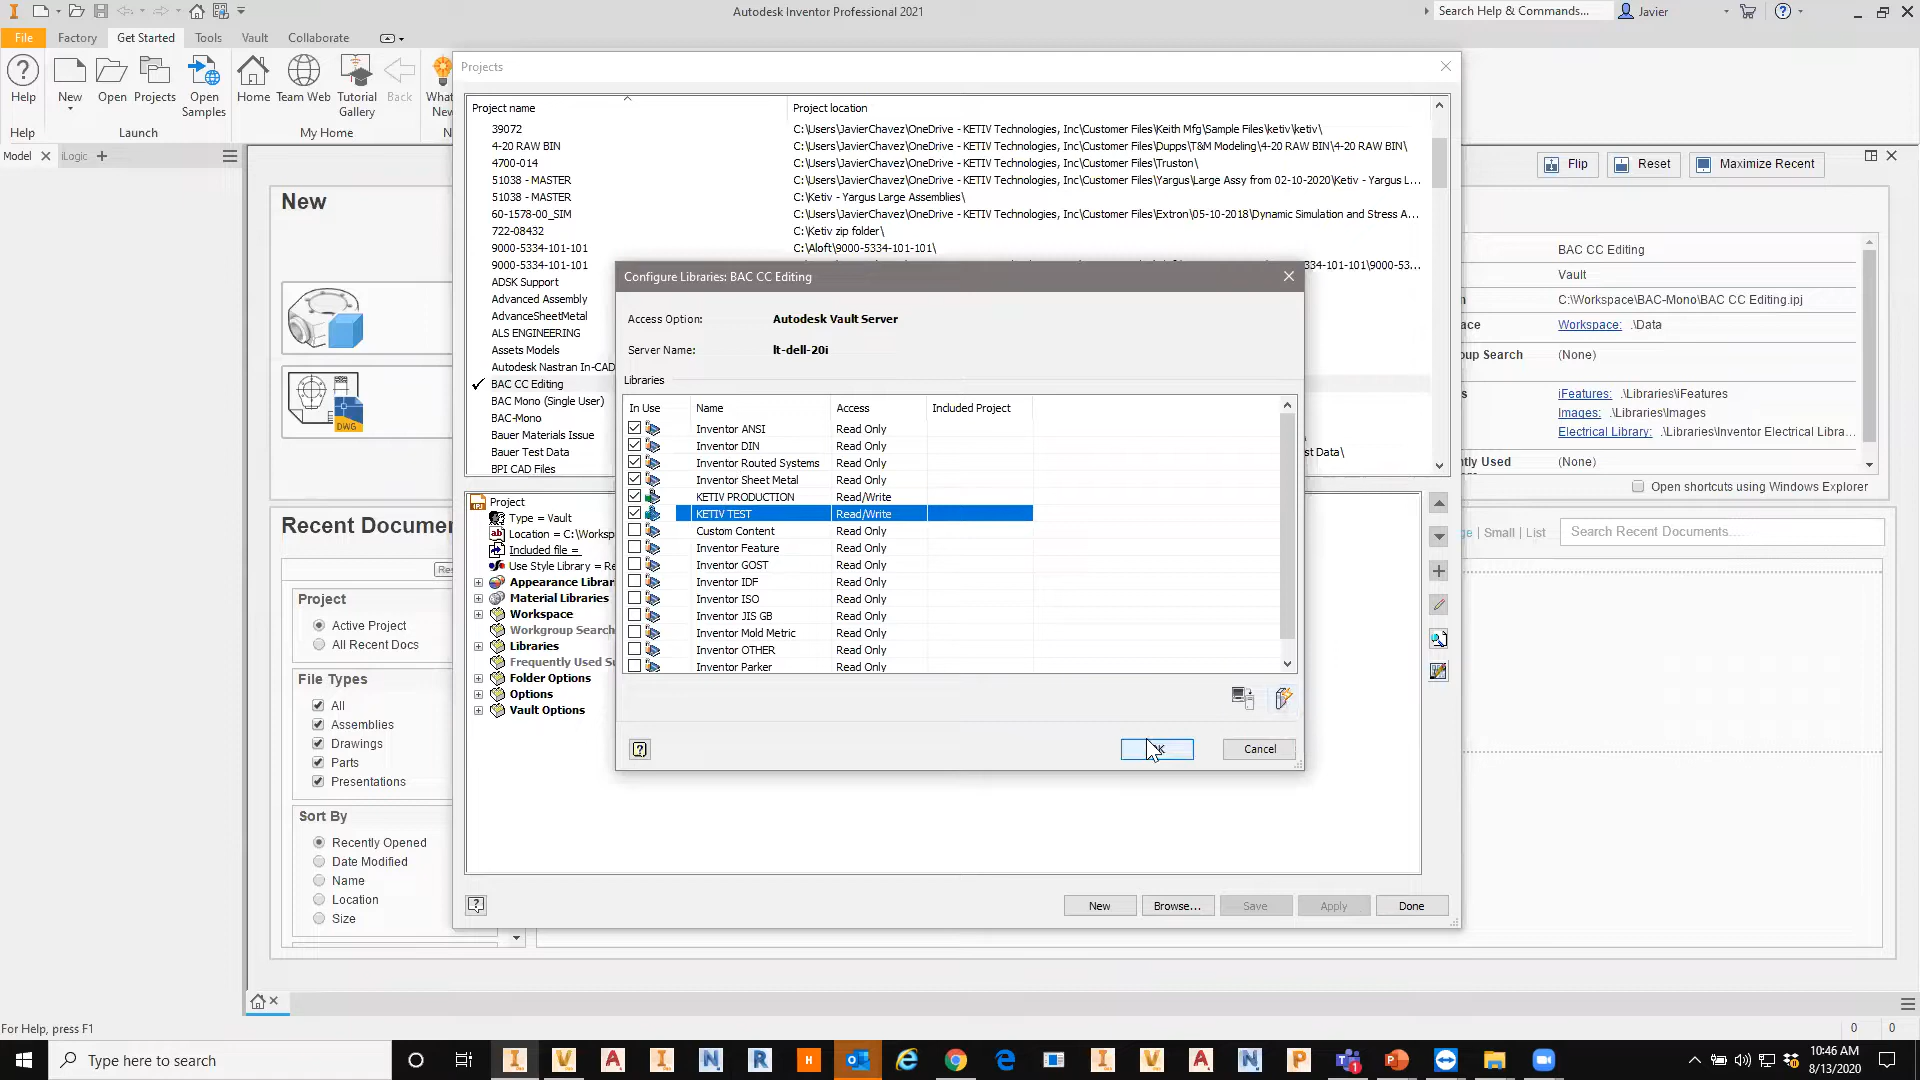 Autodesk Inventor Professional 2021
Search Help & Commands...
Javier
File
Factory
Get Started
Tools
Vault
Collaborate
Help
New
Open
Projects
Open Samples
Home
Team Web
Tutorial Gallery
Back
What
New
Help
Launch
My Home
N
Model
iLogic
Projects
Project name
Project location
39072
C:\Users\JavierChavez\OneDrive - KETIV Technologies, Inc\Customer Files\Keith Mfg\Sample Files\ketiv\ketiv\
4-20 RAW BIN
C:\Users\JavierChavez\OneDrive - KETIV Technologies, Inc\Customer Files\Dupps\T&M Modeling\4-20 RAW BIN\4-20 RAW BIN\
4700-014
C:\Users\JavierChavez\OneDrive - KETIV Technologies, Inc\Customer Files\Truston\
51038 - MASTER
C:\Users\JavierChavez\OneDrive - KETIV Technologies, Inc\Customer Files\Yargus\Large Assy from 02-10-2020\Ketiv - Yargus L...
51038 - MASTER
C:\Ketiv - Yargus Large Assemblies\
60-1578-00_SIM
C:\Users\JavierChavez\OneDrive - KETIV Technologies, Inc\Customer Files\Extron\05-10-2018\Dynamic Simulation and Stress A...
722-08432
C:\Ketiv zip folder\
9000-5334-101-101
C:\Aloft\9000-5334-101-101\
9000-5334-101-101
334-101-101\9000-53...
ADSK Support
Advanced Assembly
AdvanceSheetMetal
ALS ENGINEERING
Assets Models
Autodesk Nastran In-CAD
BAC CC Editing
BAC Mono (Single User)
BAC-Mono
Bauer Materials Issue
Bauer Test Data
st Data\
BPI CAD Files
Project
Type = Vault
Location = C:\Worksp
Included file =
Use Style Library = Re
Appearance Librar
Material Libraries
Workspace
Workgroup Search
Libraries
Frequently Used Su
Folder Options
Options
Vault Options
New
Browse...
Save
Apply
Done
Configure Libraries: BAC CC Editing
Access Option:
Autodesk Vault Server
Server Name:
lt-dell-20i
Libraries
In Use
Name
Access
Included Project
Inventor ANSI
Read Only
Inventor DIN
Read Only
Inventor Routed Systems
Read Only
Inventor Sheet Metal
Read Only
KETIV PRODUCTION
Read/Write
KETIV TEST
Read/Write
Custom Content
Read Only
Inventor Feature
Read Only
Inventor GOST
Read Only
Inventor IDF
Read Only
Inventor ISO
Read Only
Inventor JIS GB
Read Only
Inventor Mold Metric
Read Only
Inventor OTHER
Read Only
Inventor Parker
Read Only
Cancel
New
DWG
Recent Documen
Res
Project
Active Project
All Recent Docs
File Types
All
Assemblies
Drawings
Parts
Presentations
Sort By
Recently Opened
Date Modified
Name
Location
Size
Flip
Reset
Maximize Recent
BAC CC Editing
Vault
n
C:\Workspace\BAC-Mono\BAC CC Editing.ipj
ace
Workspace: .\Data
oup Search
(None)
s
iFeatures: .\Libraries\iFeatures
Images: .\Libraries\Images
Electrical Library: .\Libraries\Inventor Electrical Libra...
ntly Used
(None)
Open shortcuts using Windows Explorer
ge | Small | List
Search Recent Documents....
For Help, press F1
0
0
Type here to search
10:46 AM
8/13/2020